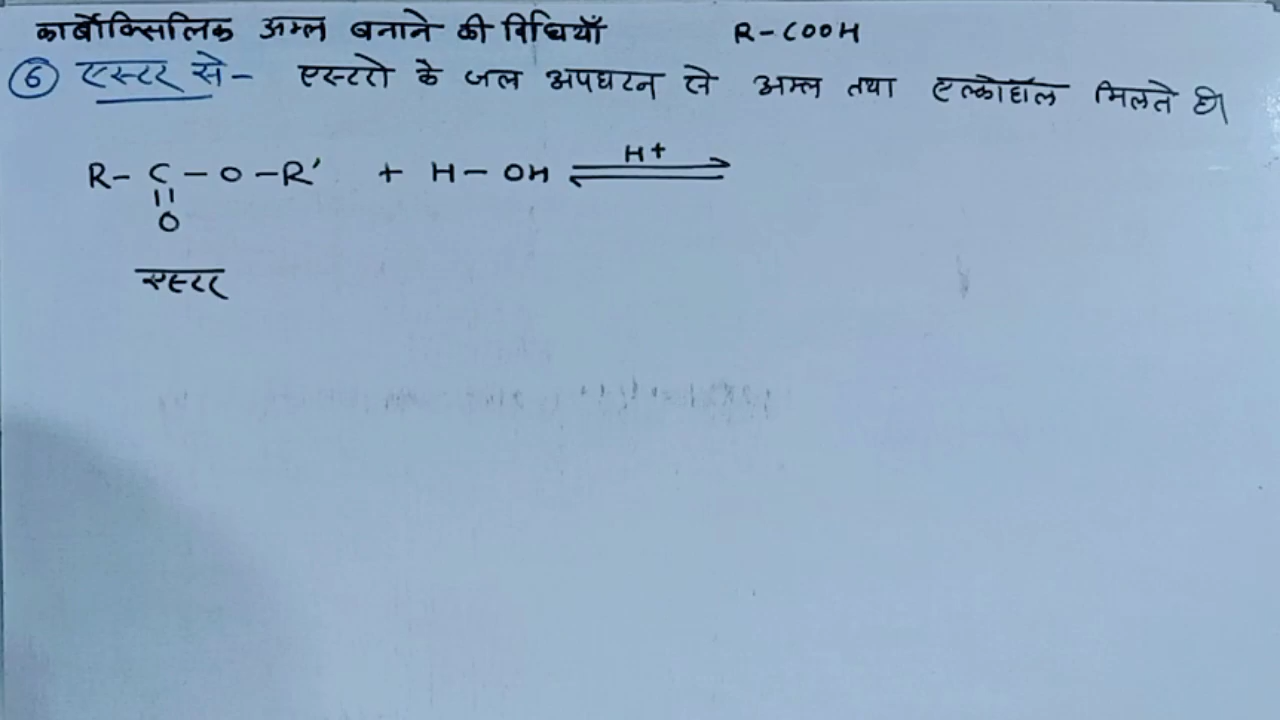 कार्बोक्सिलिक अम्ल बनाने की विधियाँ R-COOH
⑥ एस्टर से- एस्टरो के जल अपघटन से अम्ल तथा एल्कोहॉल मिलते है।
H+
R- C - O - R' + H - OH ⇌
||
O
एस्टर